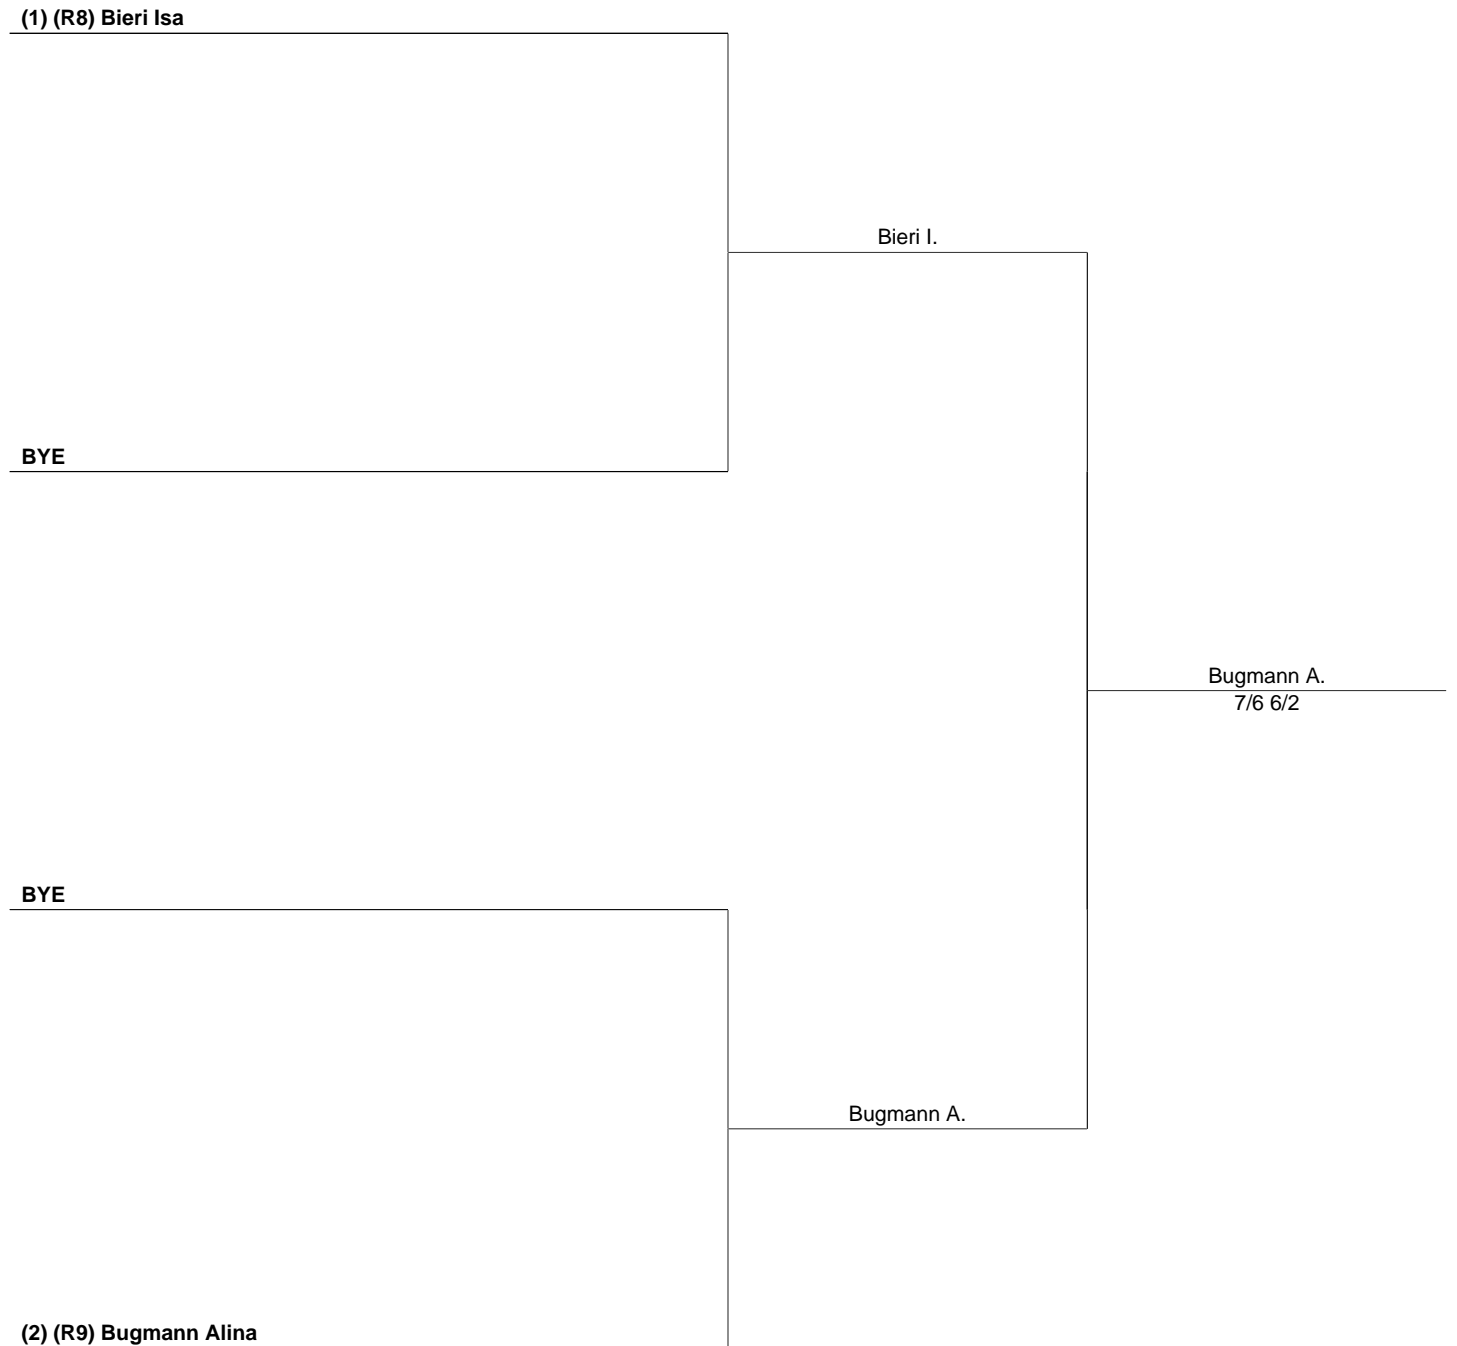 (1) (R8) Bieri Isa
Bieri I.
BYE
Bugmann A.
7/6 6/2
BYE
Bugmann A.
(2) (R9) Bugmann Alina